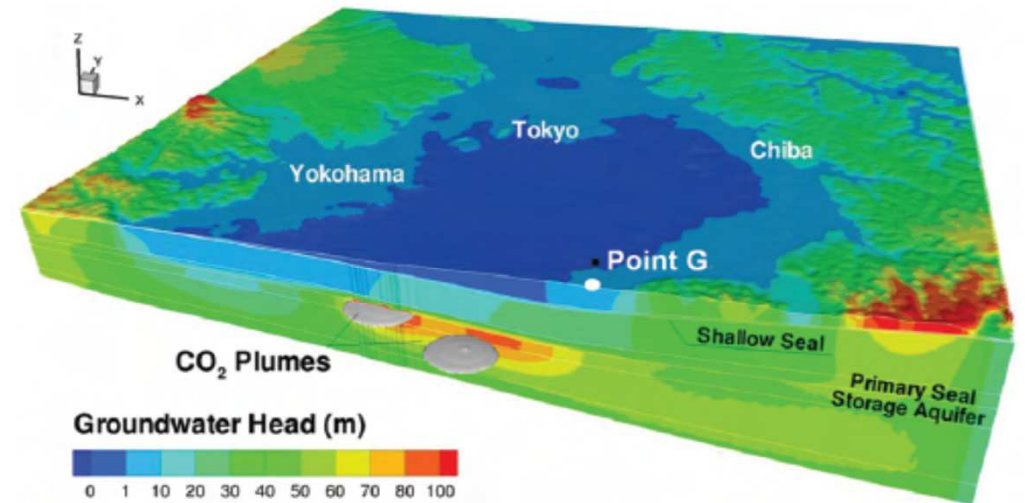 Z
Y
X
Tokyo
Yokohama
Chiba
Point G
Shallow Seal
CO₂ Plumes
Primary Seal
Storage Aquifer
Groundwater Head (m)
0 1 10 20 30 40 50 60 70 80 100